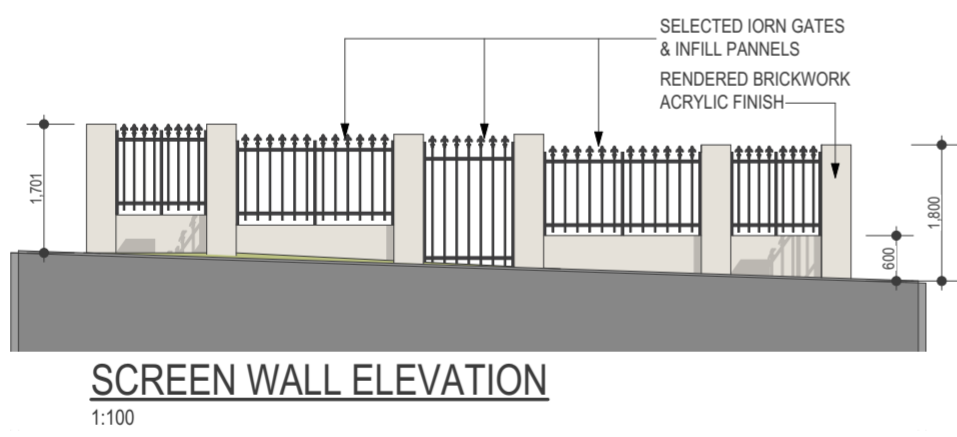 SELECTED IORN GATES
& INFILL PANNELS
RENDERED BRICKWORK
ACRYLIC FINISH
1,701
1,800
600
SCREEN WALL ELEVATION
1:100